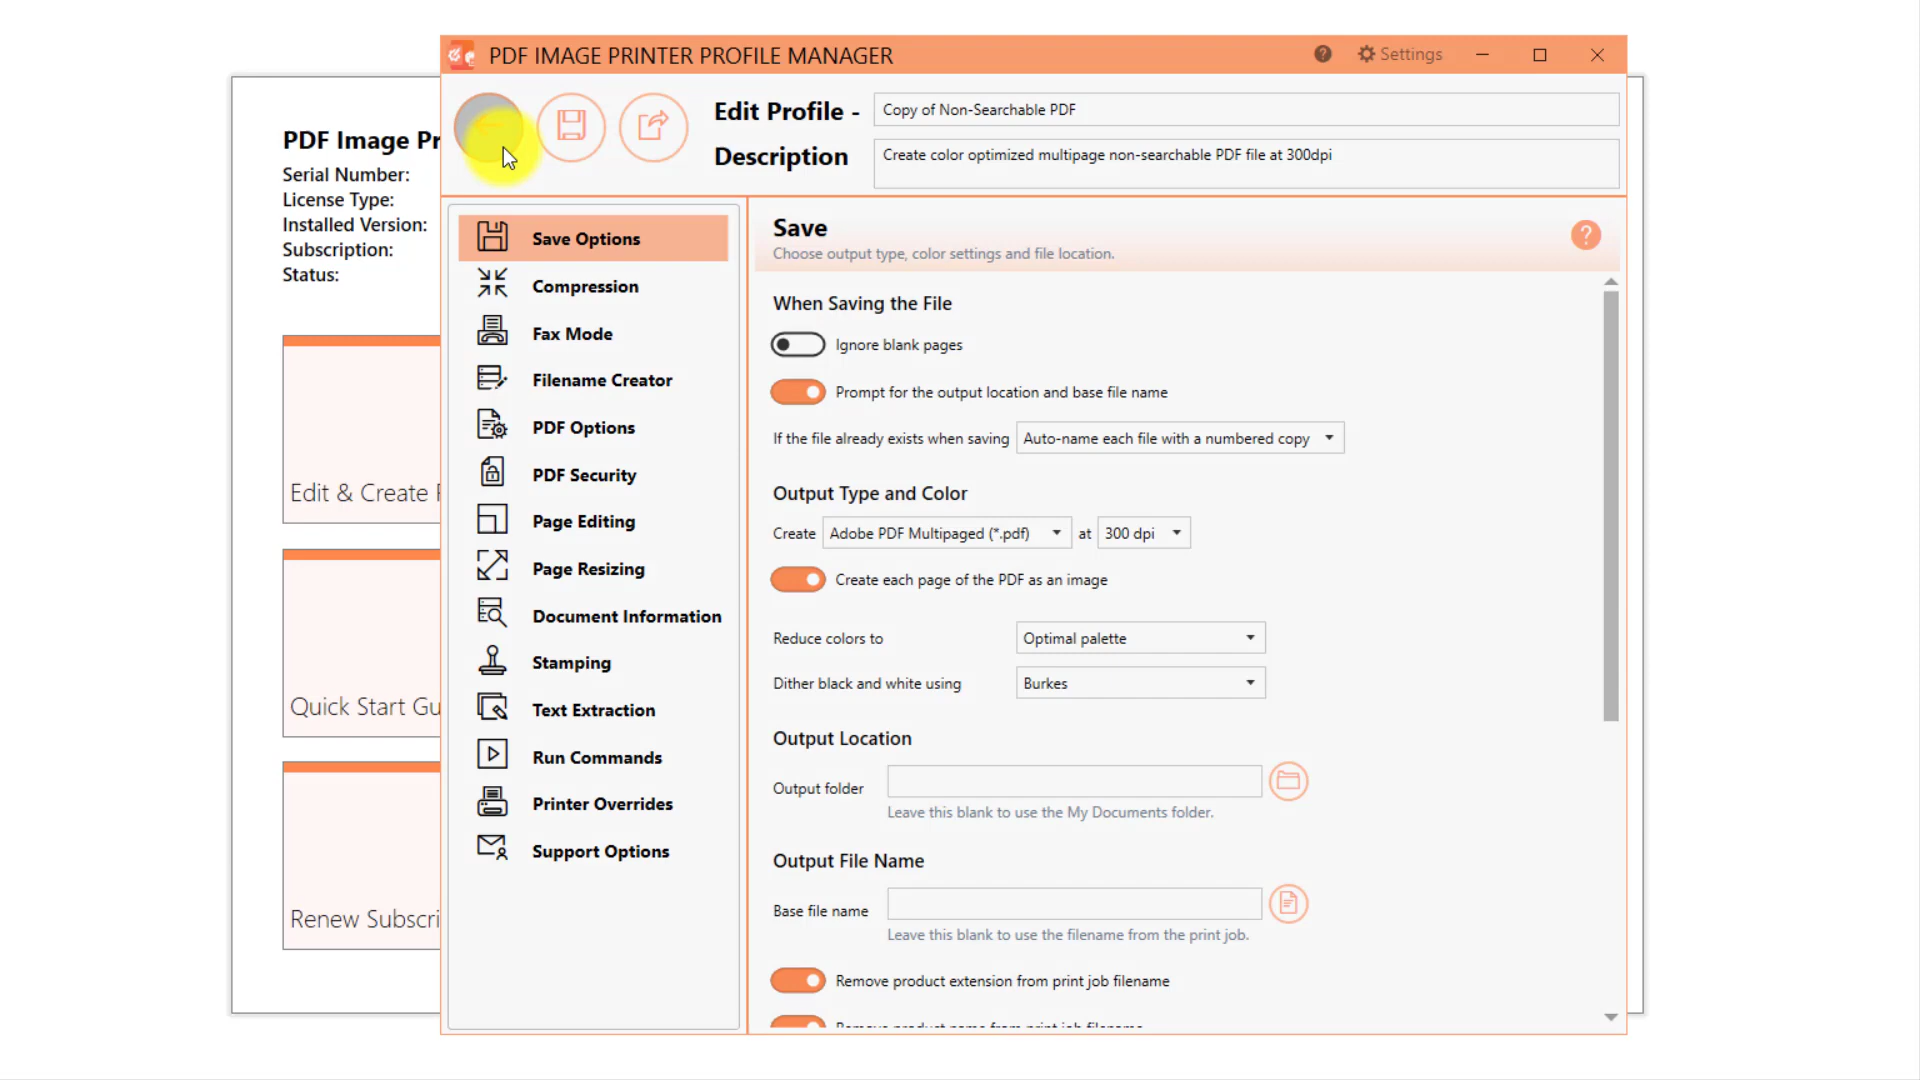 PDF IMAGE PRINTER PROFILE MANAGER
? Settings
Edit Profile - Copy of Non-Searchable PDF
Description Create color optimized multipage non-searchable PDF file at 300dpi
PDF Image Pr
Serial Number:
License Type:
Installed Version:
Subscription:
Status:
Edit & Create
Quick Start Gu
Renew Subscri
Save Options
Compression
Fax Mode
Filename Creator
PDF Options
PDF Security
Page Editing
Page Resizing
Document Information
Stamping
Text Extraction
Run Commands
Printer Overrides
Support Options
Save
?
Choose output type, color settings and file location.
When Saving the File
Ignore blank pages
Prompt for the output location and base file name
If the file already exists when saving Auto-name each file with a numbered copy
Output Type and Color
Create Adobe PDF Multipaged (*.pdf) at 300 dpi
Create each page of the PDF as an image
Reduce colors to Optimal palette
Dither black and white using Burkes
Output Location
Output folder
Leave this blank to use the My Documents folder.
Output File Name
Base file name
Leave this blank to use the filename from the print job.
Remove product extension from print job filename
Remove product name from print job filename